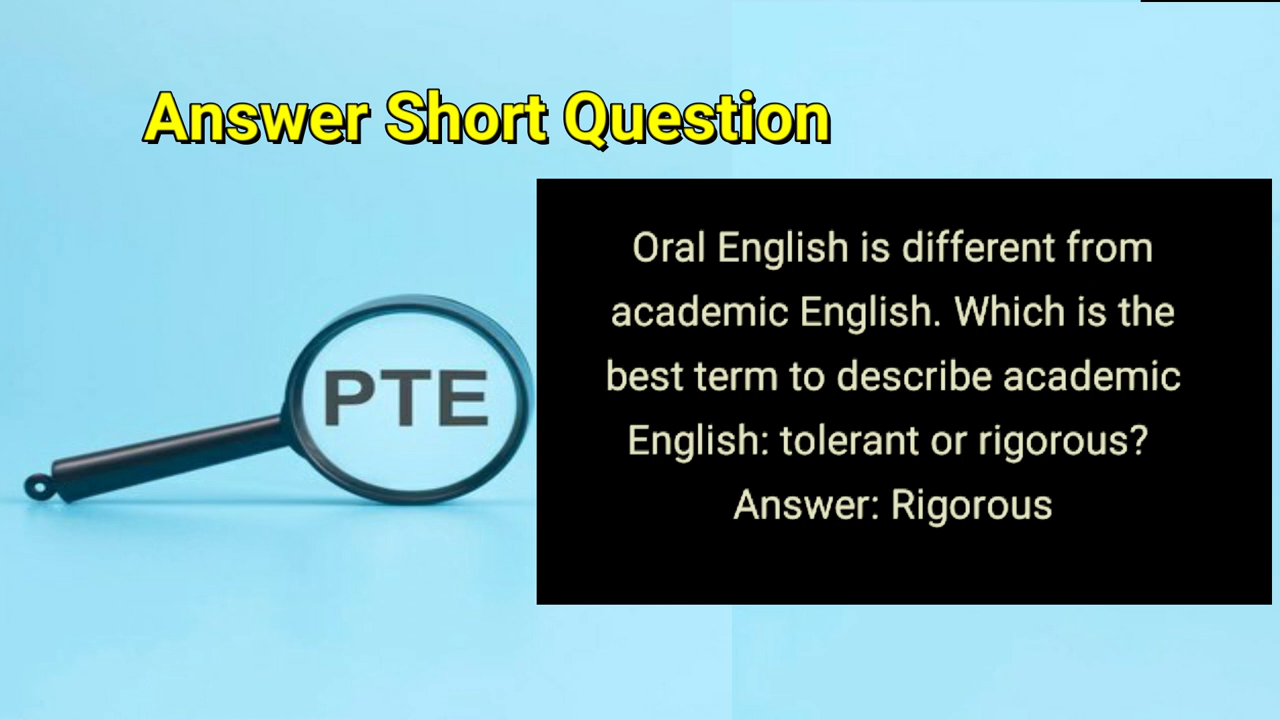 Answer Short Question
PTE
Oral English is different from
academic English. Which is the
best term to describe academic
English: tolerant or rigorous?
Answer: Rigorous